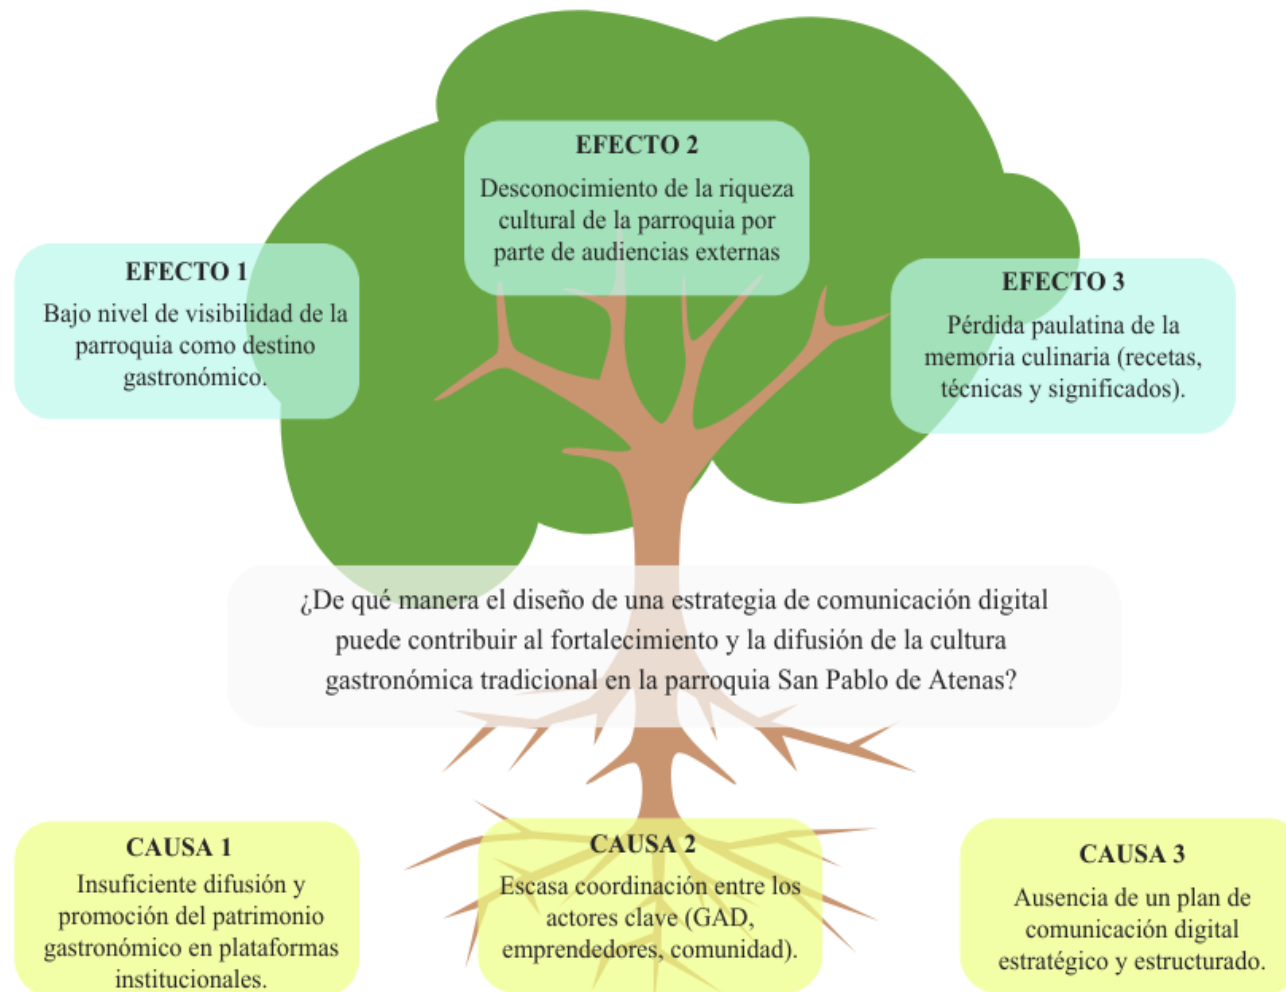 EFECTO 2
Desconocimiento de la riqueza
cultural de la parroquia por
parte de audiencias externas
EFECTO 1
Bajo nivel de visibilidad de la
parroquia como destino
gastronómico.
EFECTO 3
Pérdida paulatina de la
memoria culinaria (recetas,
técnicas y significados).
¿De qué manera el diseño de una estrategia de comunicación digital
puede contribuir al fortalecimiento y la difusión de la cultura
gastronómica tradicional en la parroquia San Pablo de Atenas?
CAUSA 1
Insuficiente difusión y
promoción del patrimonio
gastronómico en plataformas
institucionales.
CAUSA 2
Escasa coordinación entre los
actores clave (GAD,
emprendedores, comunidad).
CAUSA 3
Ausencia de un plan de
comunicación digital
estratégico y estructurado.